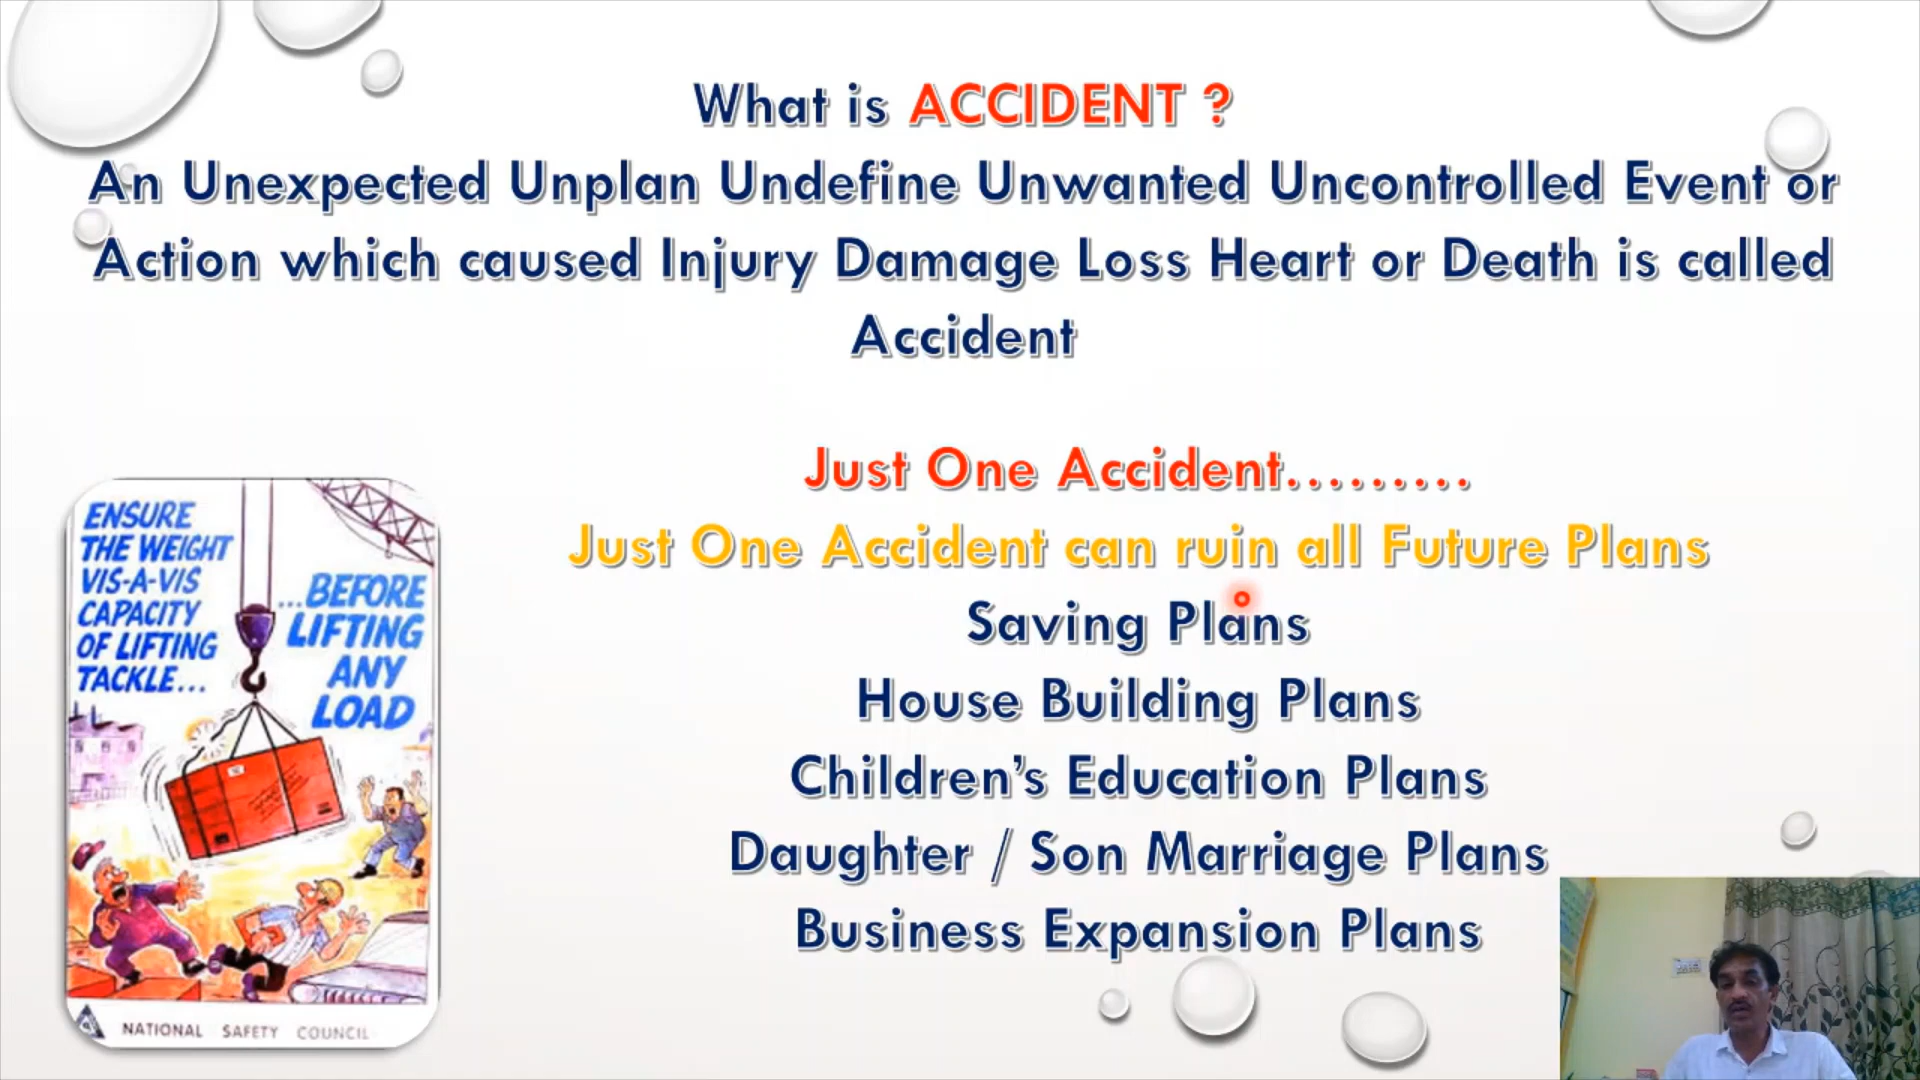 What is ACCIDENT ?
An Unexpected Unplan Undefine Unwanted Uncontrolled Event or
Action which caused Injury Damage Loss Heart or Death is called
Accident
Just One Accident.........
Just One Accident can ruin all Future Plans
Saving Plans
House Building Plans
Children's Education Plans
Daughter / Son Marriage Plans
Business Expansion Plans
ENSURE
THE WEIGHT
VIS-A-VIS
CAPACITY
OF LIFTING
TACKLE...
...BEFORE
LIFTING
ANY
LOAD
NATIONAL SAFETY COUNCIL